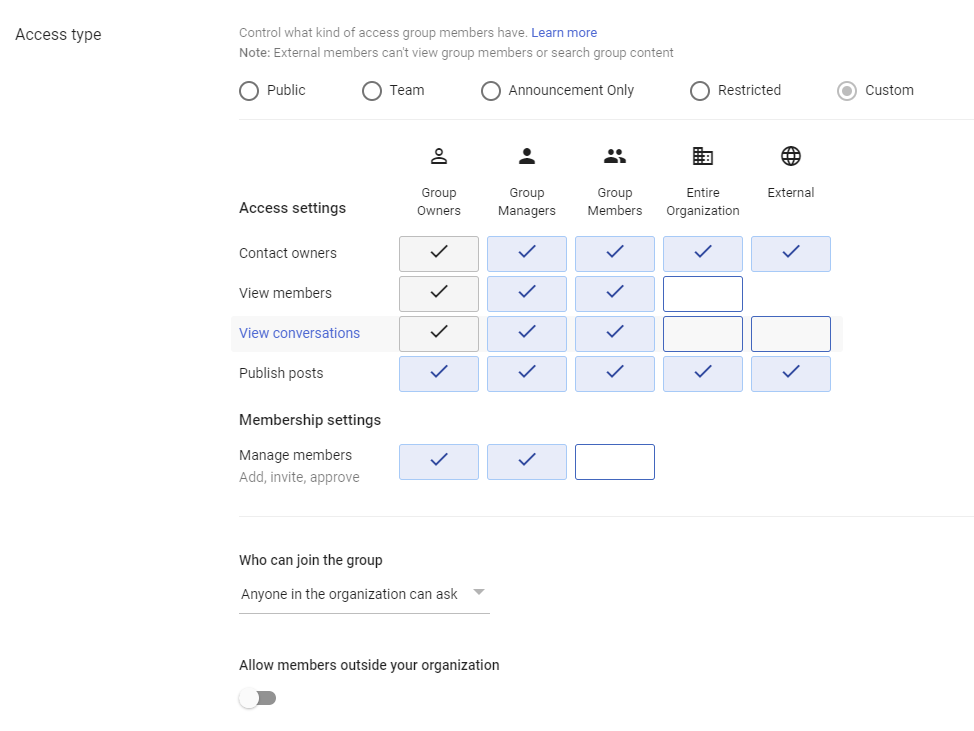 Access type
Control what kind of access group members have. Learn more
Note: External members can't view group members or search group content
Public
Team
Announcement Only
Restricted
Custom
Access settings
Group
Owners
Group
Managers
Group
Members
Entire
Organization
External
Contact owners
View members
View conversations
Publish posts
Membership settings
Manage members
Add, invite, approve
Who can join the group
Anyone in the organization can ask
Allow members outside your organization